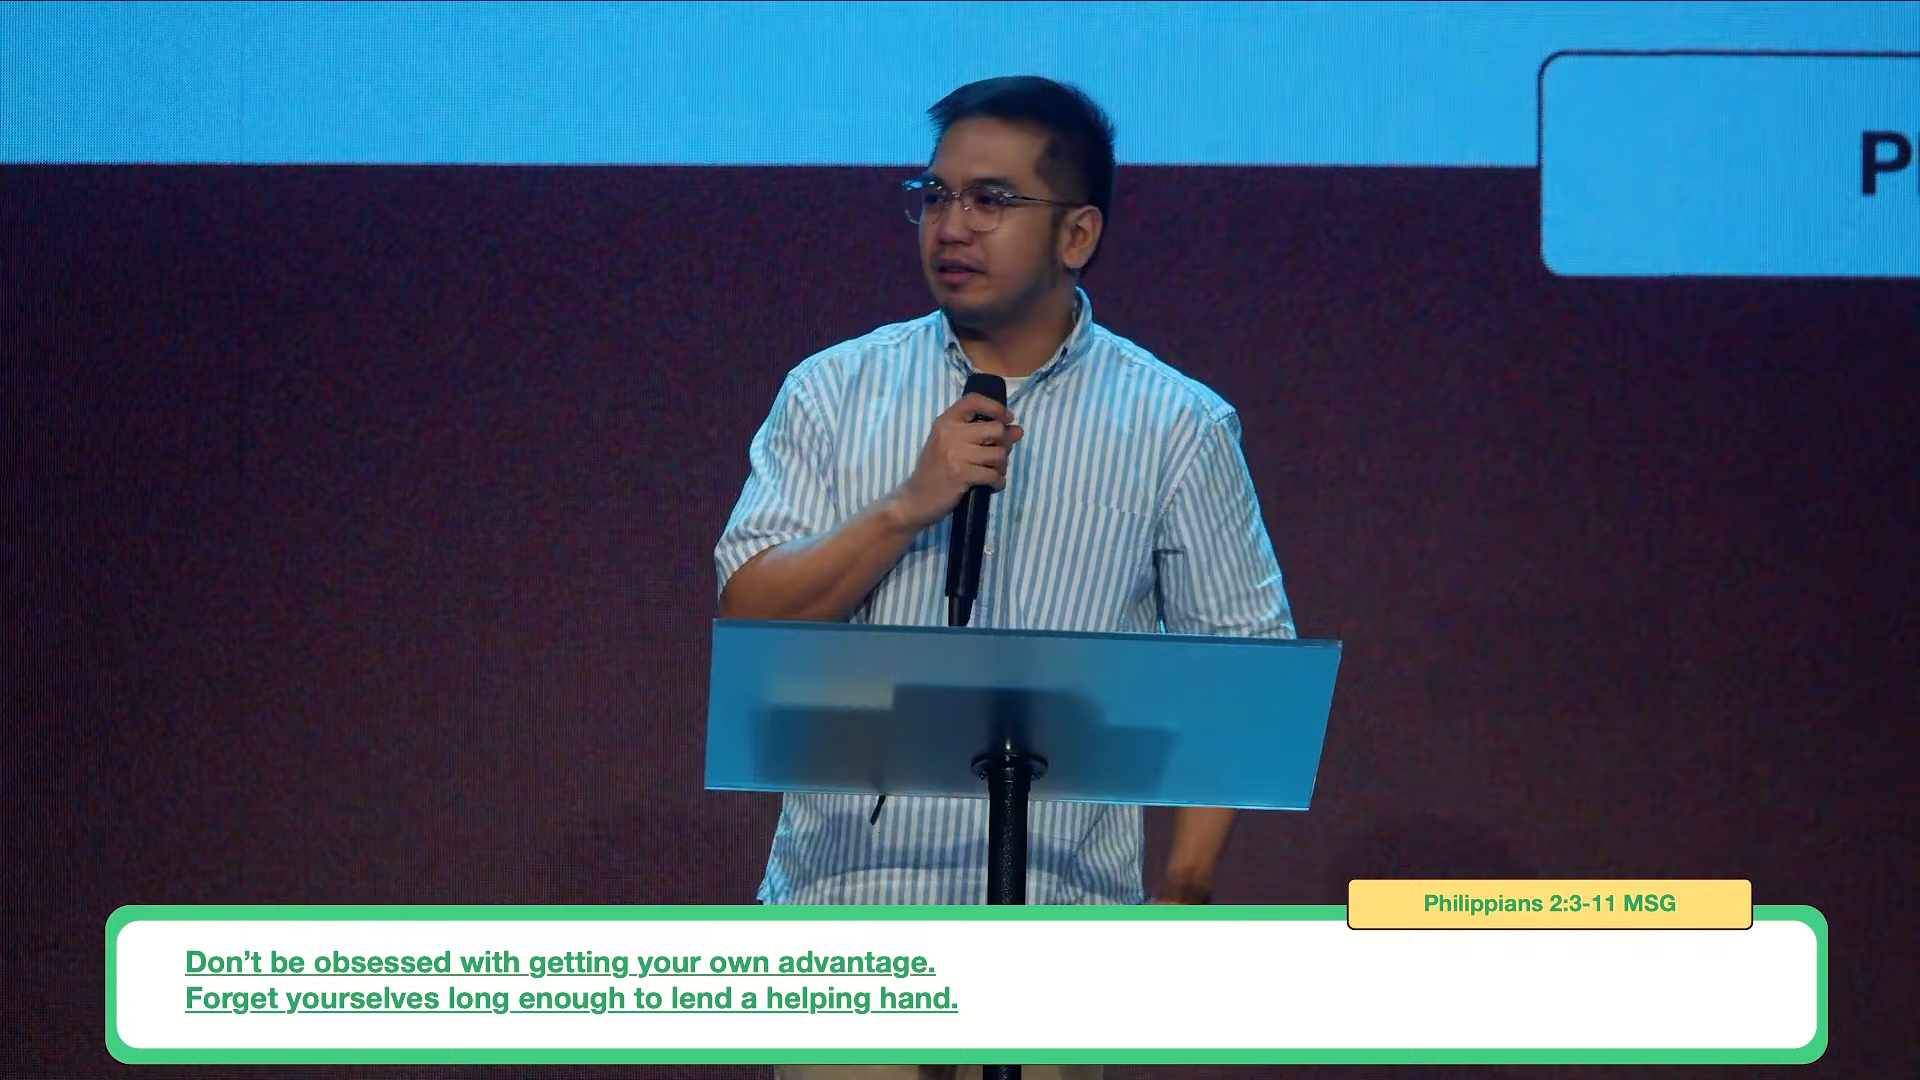 Philippians 2:3-11 MSG
Don’t be obsessed with getting your own advantage.
Forget yourselves long enough to lend a helping hand.